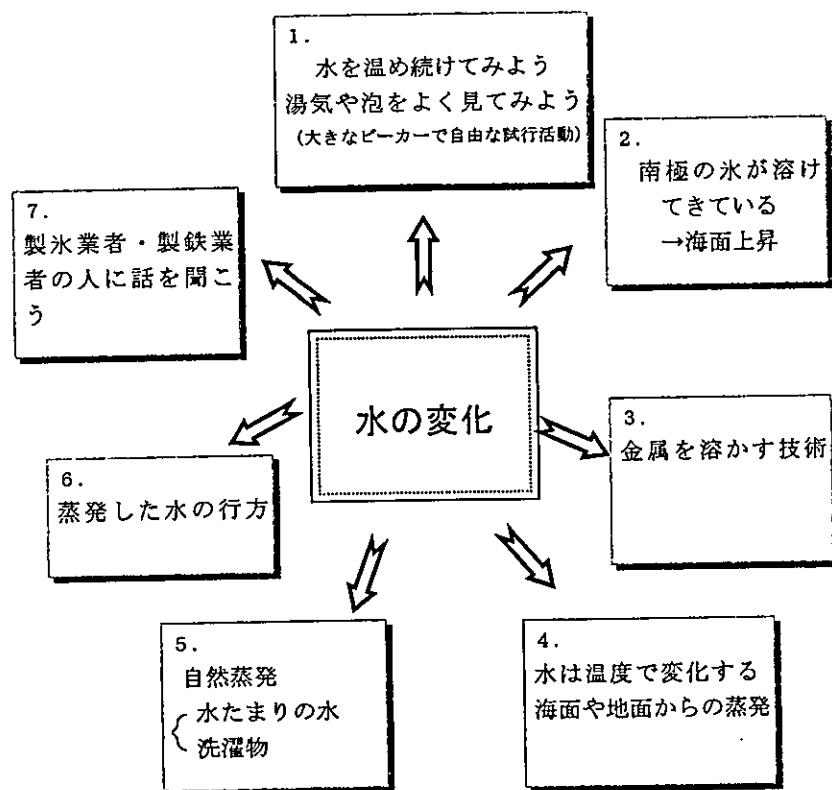 1.
水を温め続けてみよう
湯気や泡をよく見てみよう
(大きなビーカーで自由な試行活動)
2.
南極の氷が溶け
てきている
→海面上昇
7.
製氷業者・製鉄業
者の人に話を聞こ
う
水の変化
3.
金属を溶かす技術
6.
蒸発した水の行方
5.
自然蒸発
水たまりの水
洗濯物
4.
水は温度で変化する
海面や地面からの蒸発